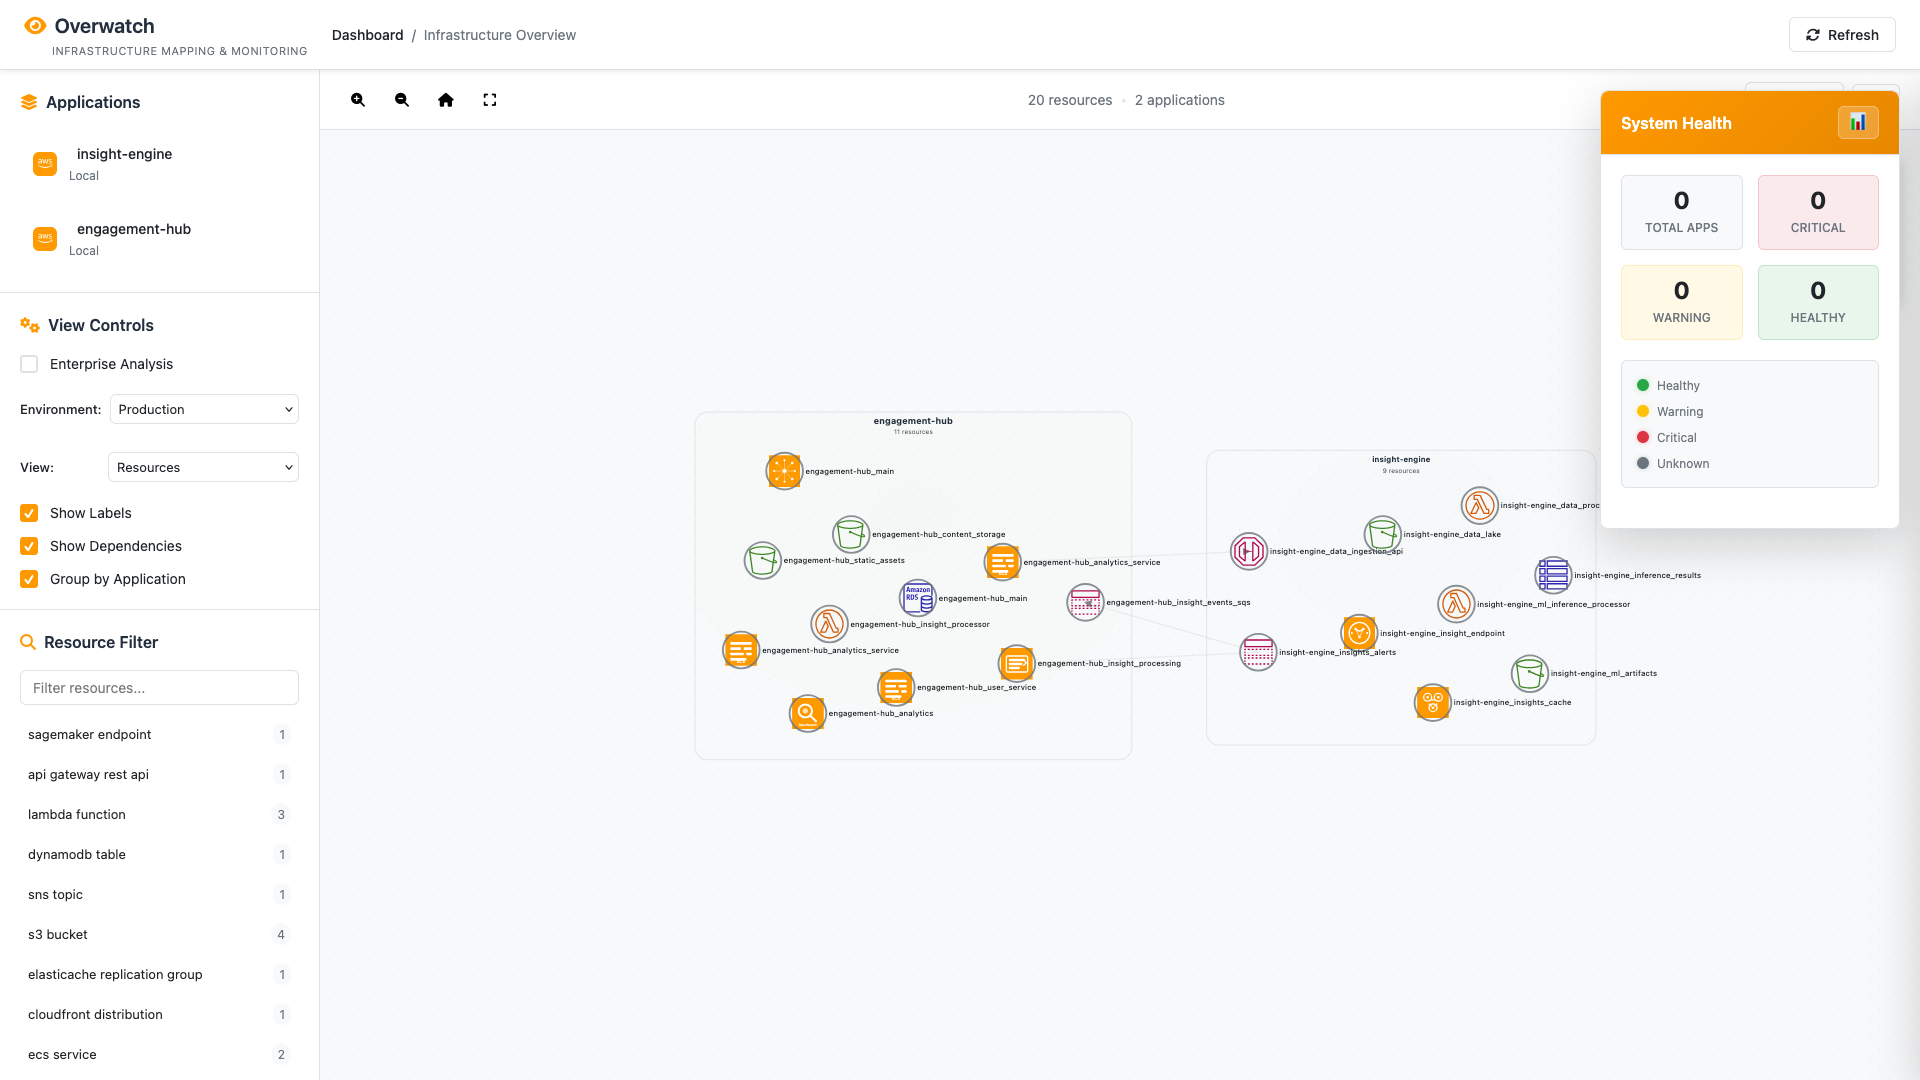 Overwatch
INFRASTRUCTURE MAPPING & MONITORING
Dashboard / Infrastructure Overview
Refresh
Applications
aws
insight-engine
Local
aws
engagement-hub
Local
View Controls
Enterprise Analysis
Environment: Production
View: Resources
Show Labels
Show Dependencies
Group by Application
Resource Filter
Filter resources...
sagemaker endpoint 1
api gateway rest api 1
lambda function 3
dynamodb table 1
sns topic 1
s3 bucket 4
elasticache replication group 1
cloudfront distribution 1
ecs service 2
20 resources • 2 applications
engagement-hub
11 resources
engagement-hub_main
engagement-hub_content_storage
engagement-hub_static_assets
engagement-hub_analytics_service
Amazon
RDS
engagement-hub_main
engagement-hub_insight_events_sqs
engagement-hub_insight_processor
engagement-hub_analytics_service
engagement-hub_insight_processing
engagement-hub_user_service
engagement-hub_analytics
insight-engine
9 resources
insight-engine_data_proc
insight-engine_data_lake
insight-engine_data_ingestion_api
insight-engine_inference_results
insight-engine_ml_inference_processor
insight-engine_insight_endpoint
insight-engine_insights_alerts
insight-engine_ml_artifacts
insight-engine_insights_cache
System Health
0
TOTAL APPS
0
CRITICAL
0
WARNING
0
HEALTHY
Healthy
Warning
Critical
Unknown